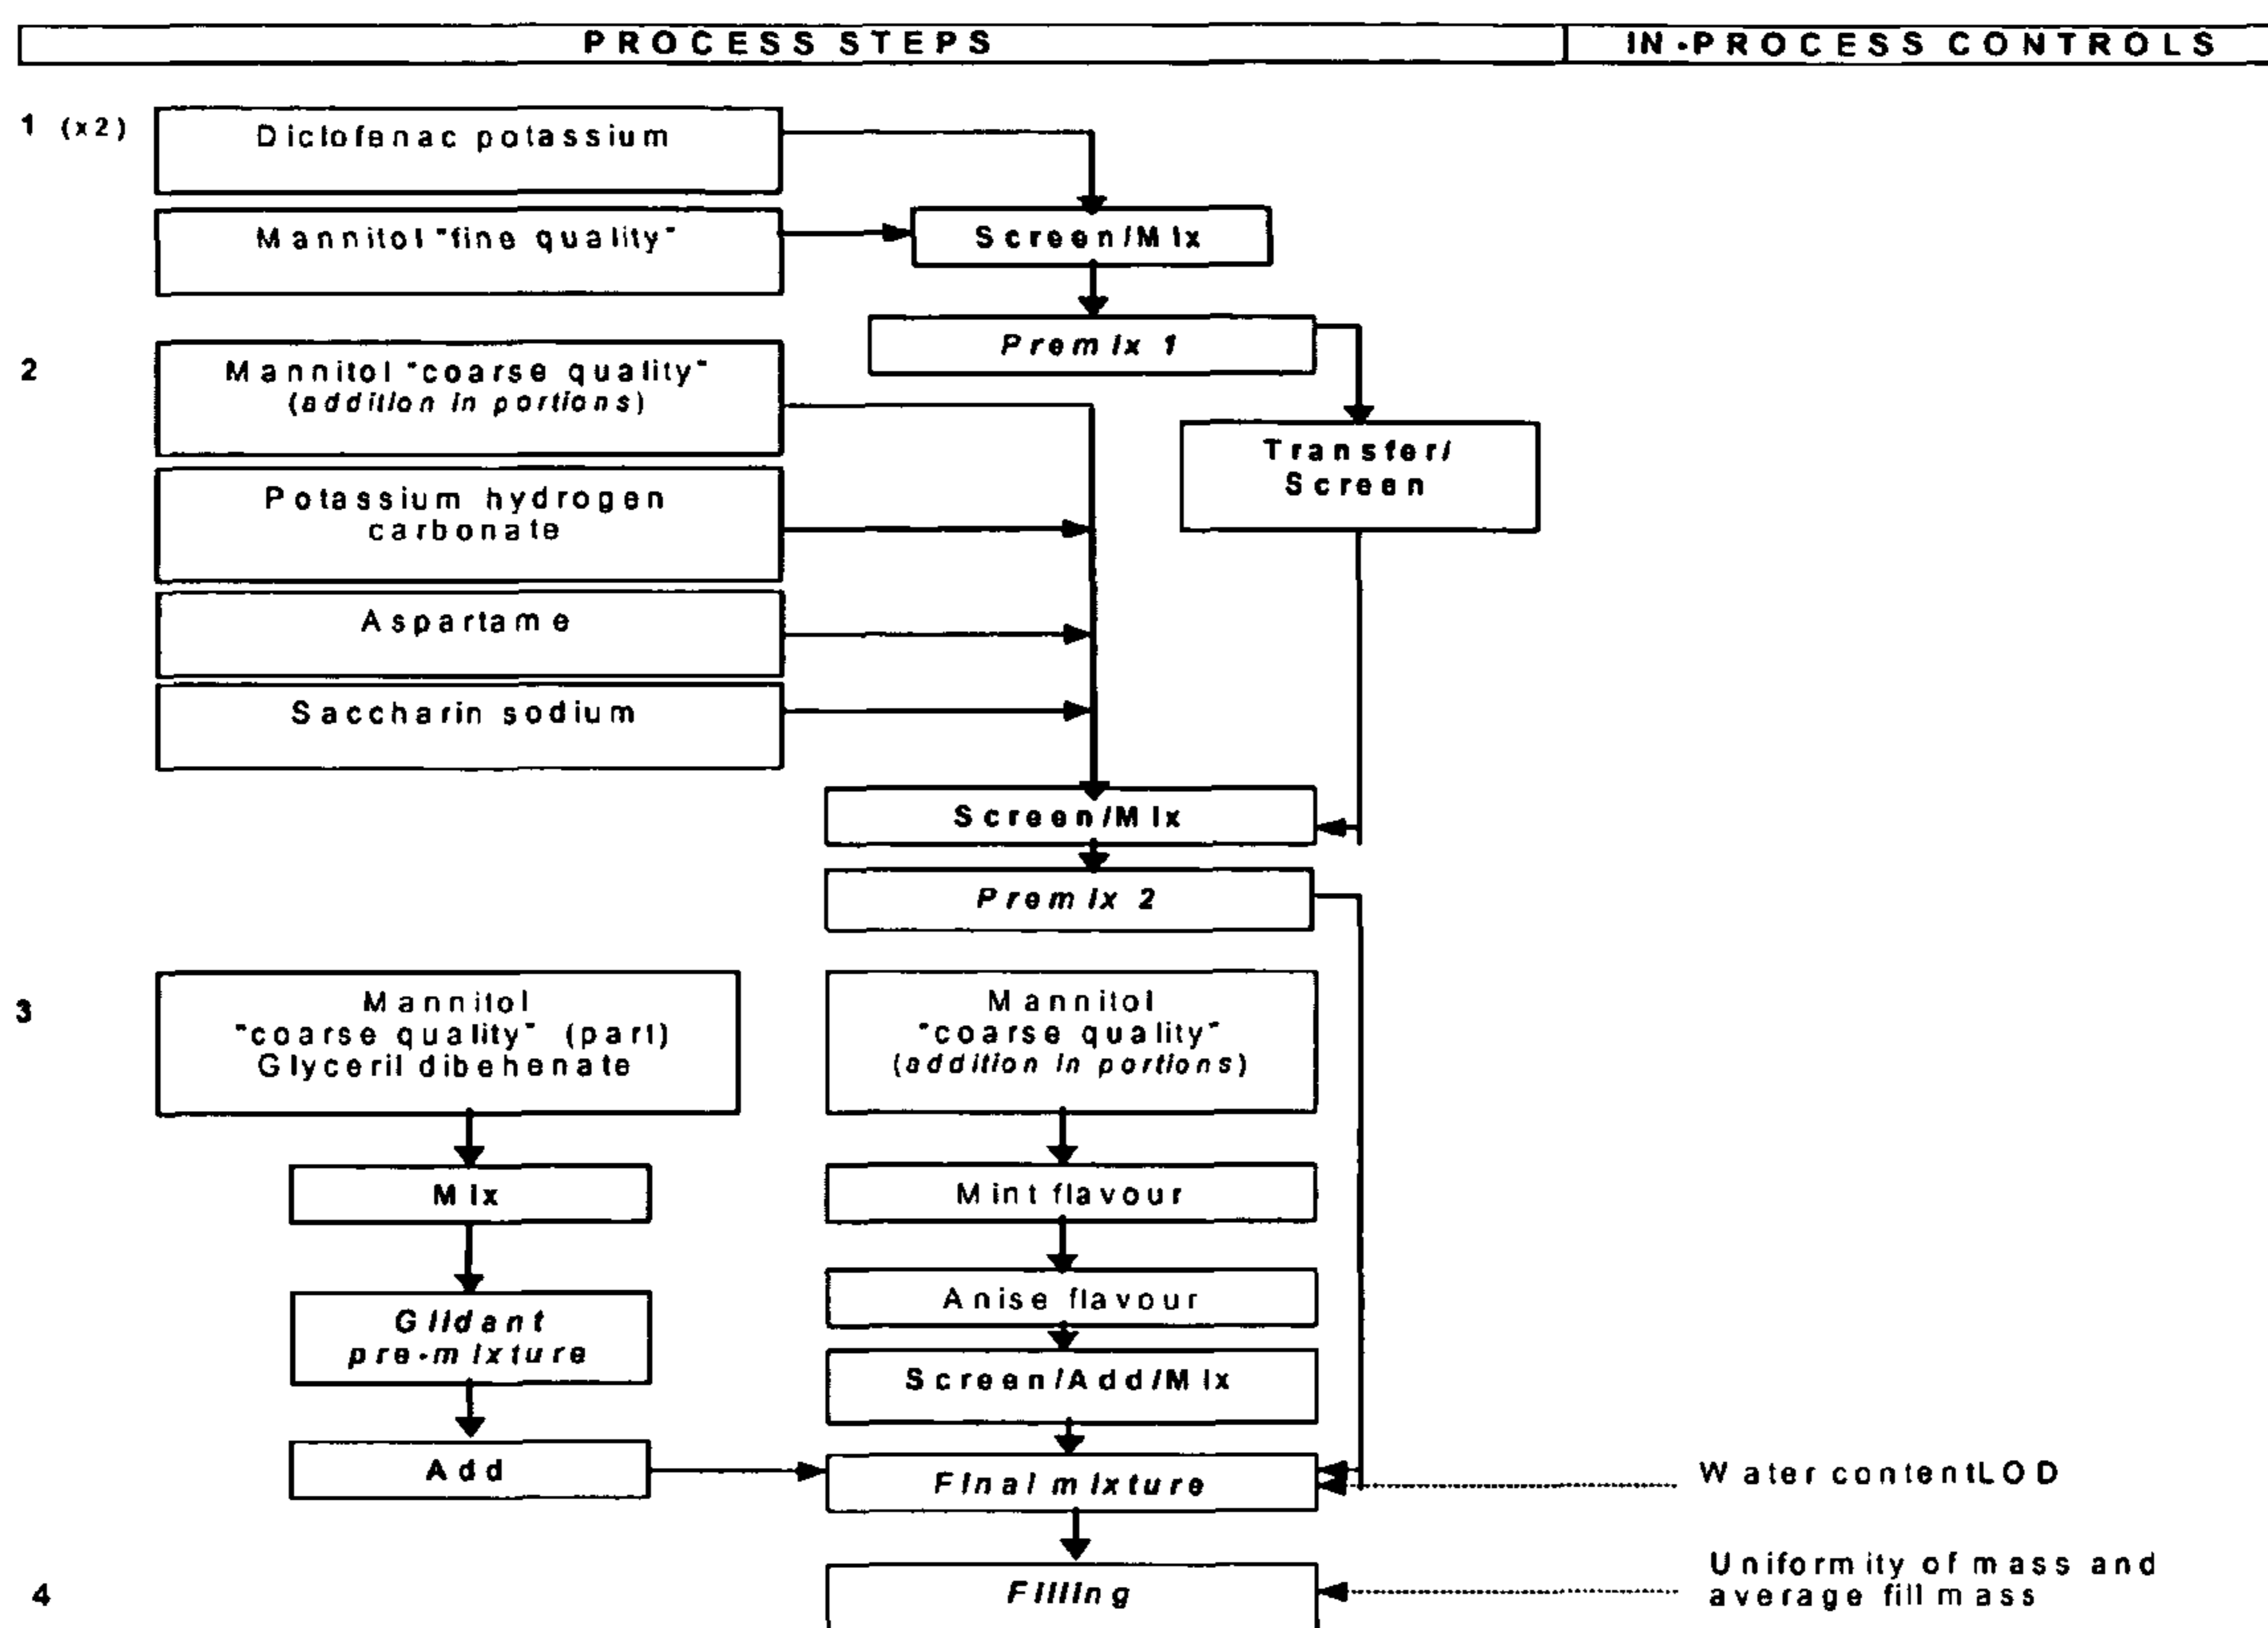 PROCESS STEPS
IN-PROCESS CONTROLS
1 (x2)
Diclofenac potassium
Mannitol "fine quality"
Screen/Mix
Premix 1
2
Mannitol "coarse quality"
(addition in portions)
Transfer/
Screen
Potassium hydrogen
carbonate
Aspartame
Saccharin sodium
Screen/Mix
Premix 2
3
Mannitol
"coarse quality" (part)
Glyceril dibehenate
Mannitol
"coarse quality"
(addition in portions)
Mix
Mint flavour
Glidant
pre-mixture
Anise flavour
Screen/Add/Mix
Add
Final mixture
Water contentLOD
4
Filling
Uniformity of mass and
average fill mass